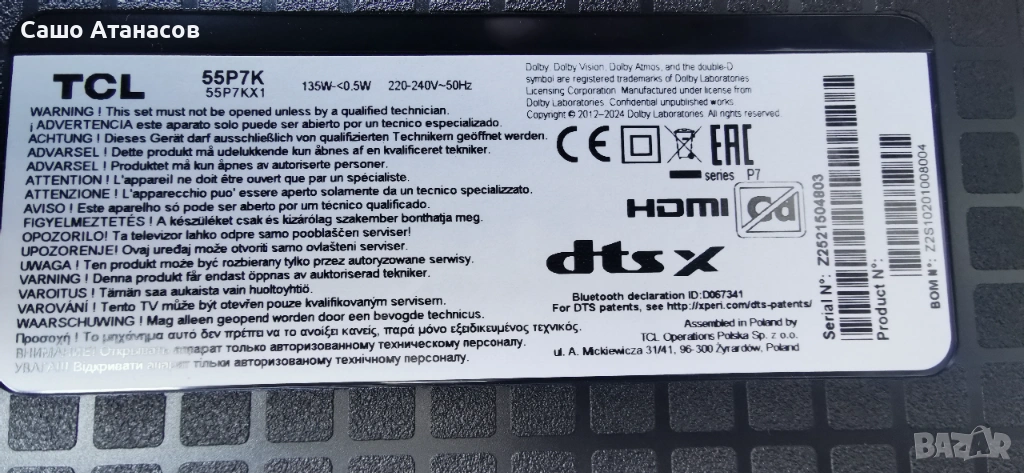 Сашо Атанасов
TCL
55P7K
55P7KX1
135W-<0.5W 220-240V~50Hz
WARNING ! This set must not be opened unless by a qualified technician.
¡ ADVERTENCIA este aparato solo puede ser abierto por un tecnico especializado.
ACHTUNG ! Dieses Gerät darf ausschließlich von qualifizierten Technikern geöffnet werden.
ADVARSEL ! Dette produkt må udelukkende kun åbnes af en kvalificeret tekniker.
ADVARSEL ! Produktet må kun åpnes av autoriserte personer.
ATTENTION ! L'appareil ne doit être ouvert que par un spécialiste.
ATTENZIONE ! L'apparecchio puo' essere aperto solamente da un tecnico specializzato.
AVISO ! Este aparelho só pode ser aberto por um técnico qualificado.
FIGYELMEZTETÉS ! A készüléket csak és kizárólag szakember bonthatja meg.
OPOZORILO! Ta televizor lahko odpre samo pooblaščen serviser.
UPOZORENJE! Ovaj uređaj može otvoriti samo ovlašteni serviser.
UWAGA ! Ten produkt może być rozbierany tylko przez autoryzowane serwisy.
VARNING ! Denna produkt får endast öppnas av auktoriserad tekniker.
VAROITUS ! Tämän saa aukaista vain huoltoyhtiö.
VAROVÁNÍ ! Tento TV může být otevřen pouze kvalifikovaným servisem.
WAARSCHUWING ! Mag alleen geopend worden door een bevogde technicus.
Προσοχή ! Το μηχάνημα αυτό δεν πρέπει να το ανοίξει κανείς, παρά μόνο εξειδικευμένος τεχνικός.
ВНИМАНИЕ! Открывать аппарат только авторизованному техническому персоналу.
УВАГА!!! Відкривати апарат тільки авторизованому технічному персоналу.
Dolby, Dolby Vision, Dolby Atmos, and the double-D
symbol are registered trademarks of Dolby Laboratories
Licensing Corporation. Manufactured under license from
Dolby Laboratories. Confidential unpublished works.
Copyright © 2012–2024 Dolby Laboratories. All rights reserved.
CE EAC
series P7
HDMI Cd
dts X
Bluetooth declaration ID:D067341
For DTS patents, see http://xperi.com/dts-patents/
Assembled in Poland by
TCL Operations Polska Sp. z o.o.
ul. A. Mickiewicza 31/41, 96-300 Żyrardów, Poland
Serial Nº: Z2521504803
Product Nº:
BOM Nº: Z2S10201008004
BAZAR